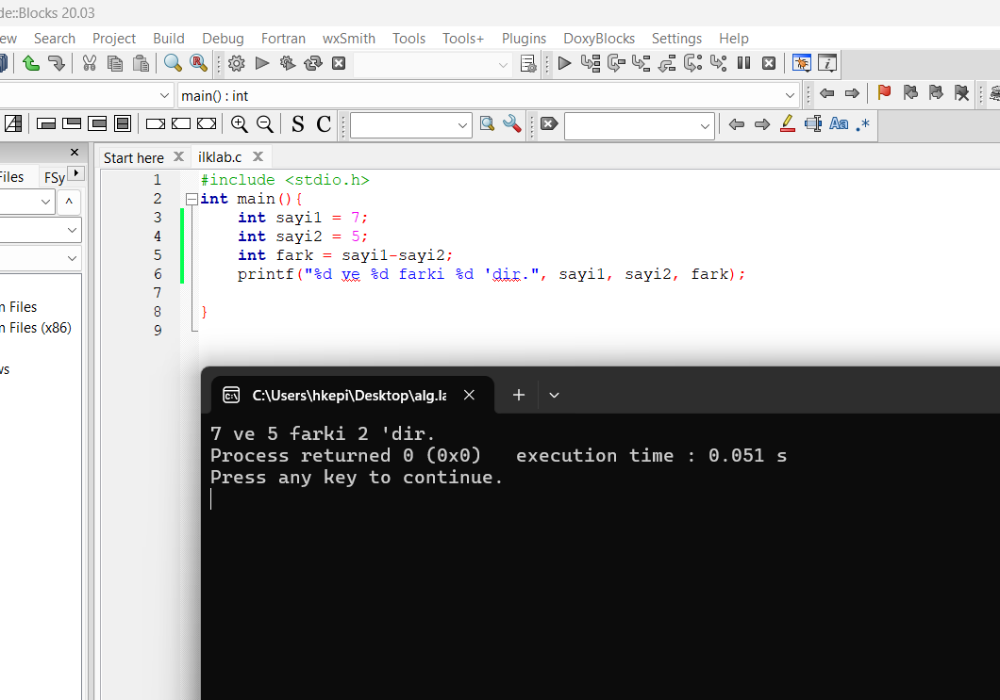 de::Blocks 20.03
ew Search Project Build Debug Fortran wxSmith Tools Tools+ Plugins DoxyBlocks Settings Help
main() : int
S C Aa .*
Start here ilklab.c
Files FSy
1 #include <stdio.h>
2 int main(){
3 int sayi1 = 7;
4 int sayi2 = 5;
5 int fark = sayi1-sayi2;
6 printf("%d ve %d farki %d 'dir.", sayi1, sayi2, fark);
7
8 }
9
n Files
n Files (x86)
vs
C:\Users\hkepi\Desktop\alg.la
7 ve 5 farki 2 'dir.
Process returned 0 (0x0) execution time : 0.051 s
Press any key to continue.